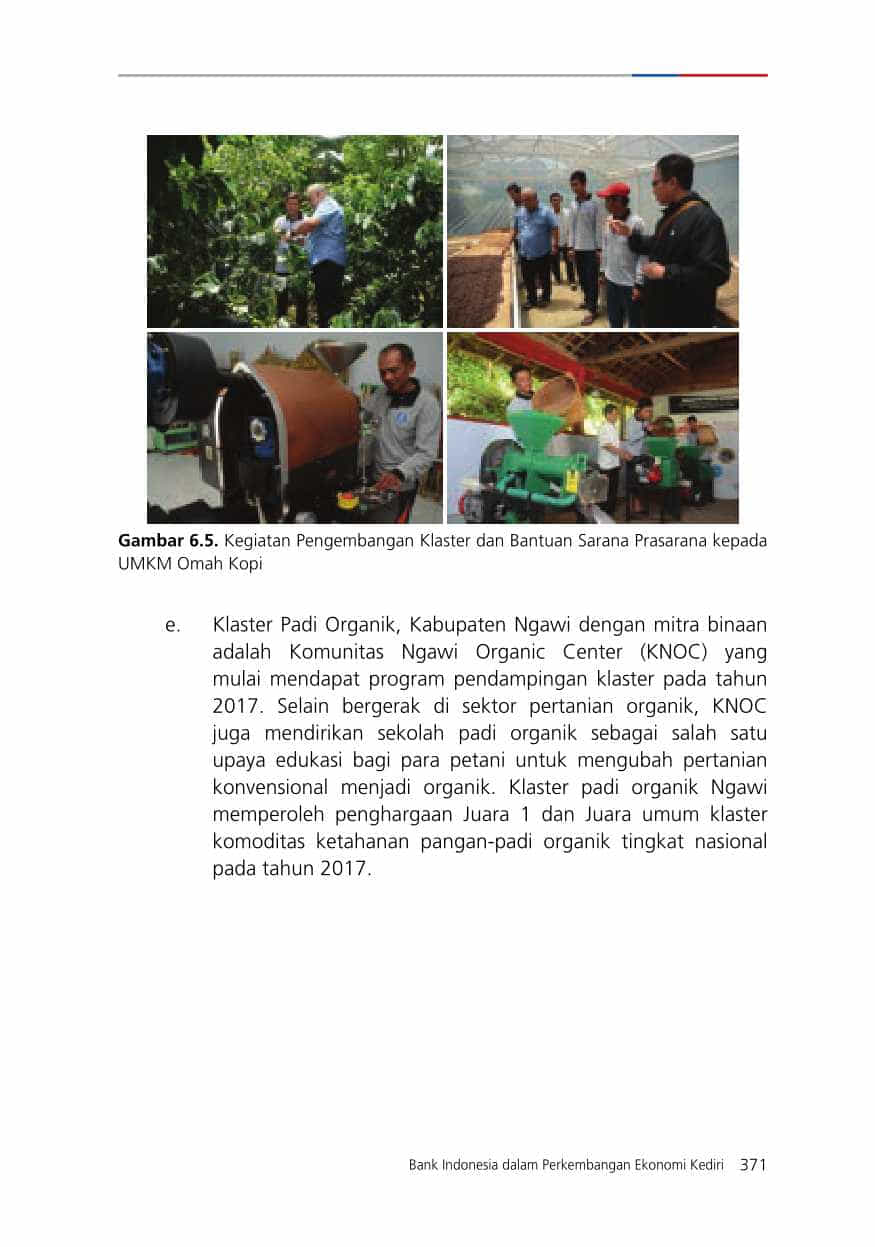 Gambar 6.5. Kegiatan Pengembangan Klaster dan Bantuan Sarana Prasarana kepada
UMKM Omah Kopi
e. Klaster Padi Organik, Kabupaten Ngawi dengan mitra binaan
adalah Komunitas Ngawi Organic Center (KNOC) yang
mulai mendapat program pendampingan klaster pada tahun
2017. Selain bergerak di sektor pertanian organik, KNOC
juga mendirikan sekolah padi organik sebagai salah satu
upaya edukasi bagi para petani untuk mengubah pertanian
konvensional menjadi organik. Klaster padi organik Ngawi
memperoleh penghargaan Juara 1 dan Juara umum klaster
komoditas ketahanan pangan-padi organik tingkat nasional
pada tahun 2017.
Bank Indonesia dalam Perkembangan Ekonomi Kediri 371